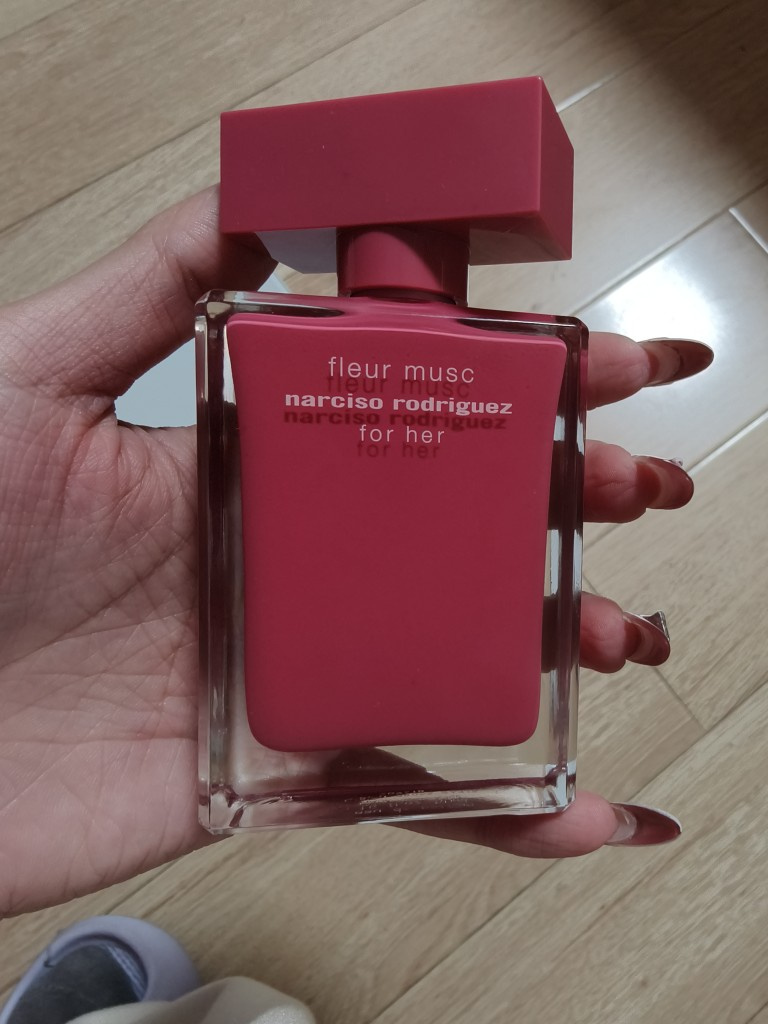 fleur musc
narciso rodriguez
for her